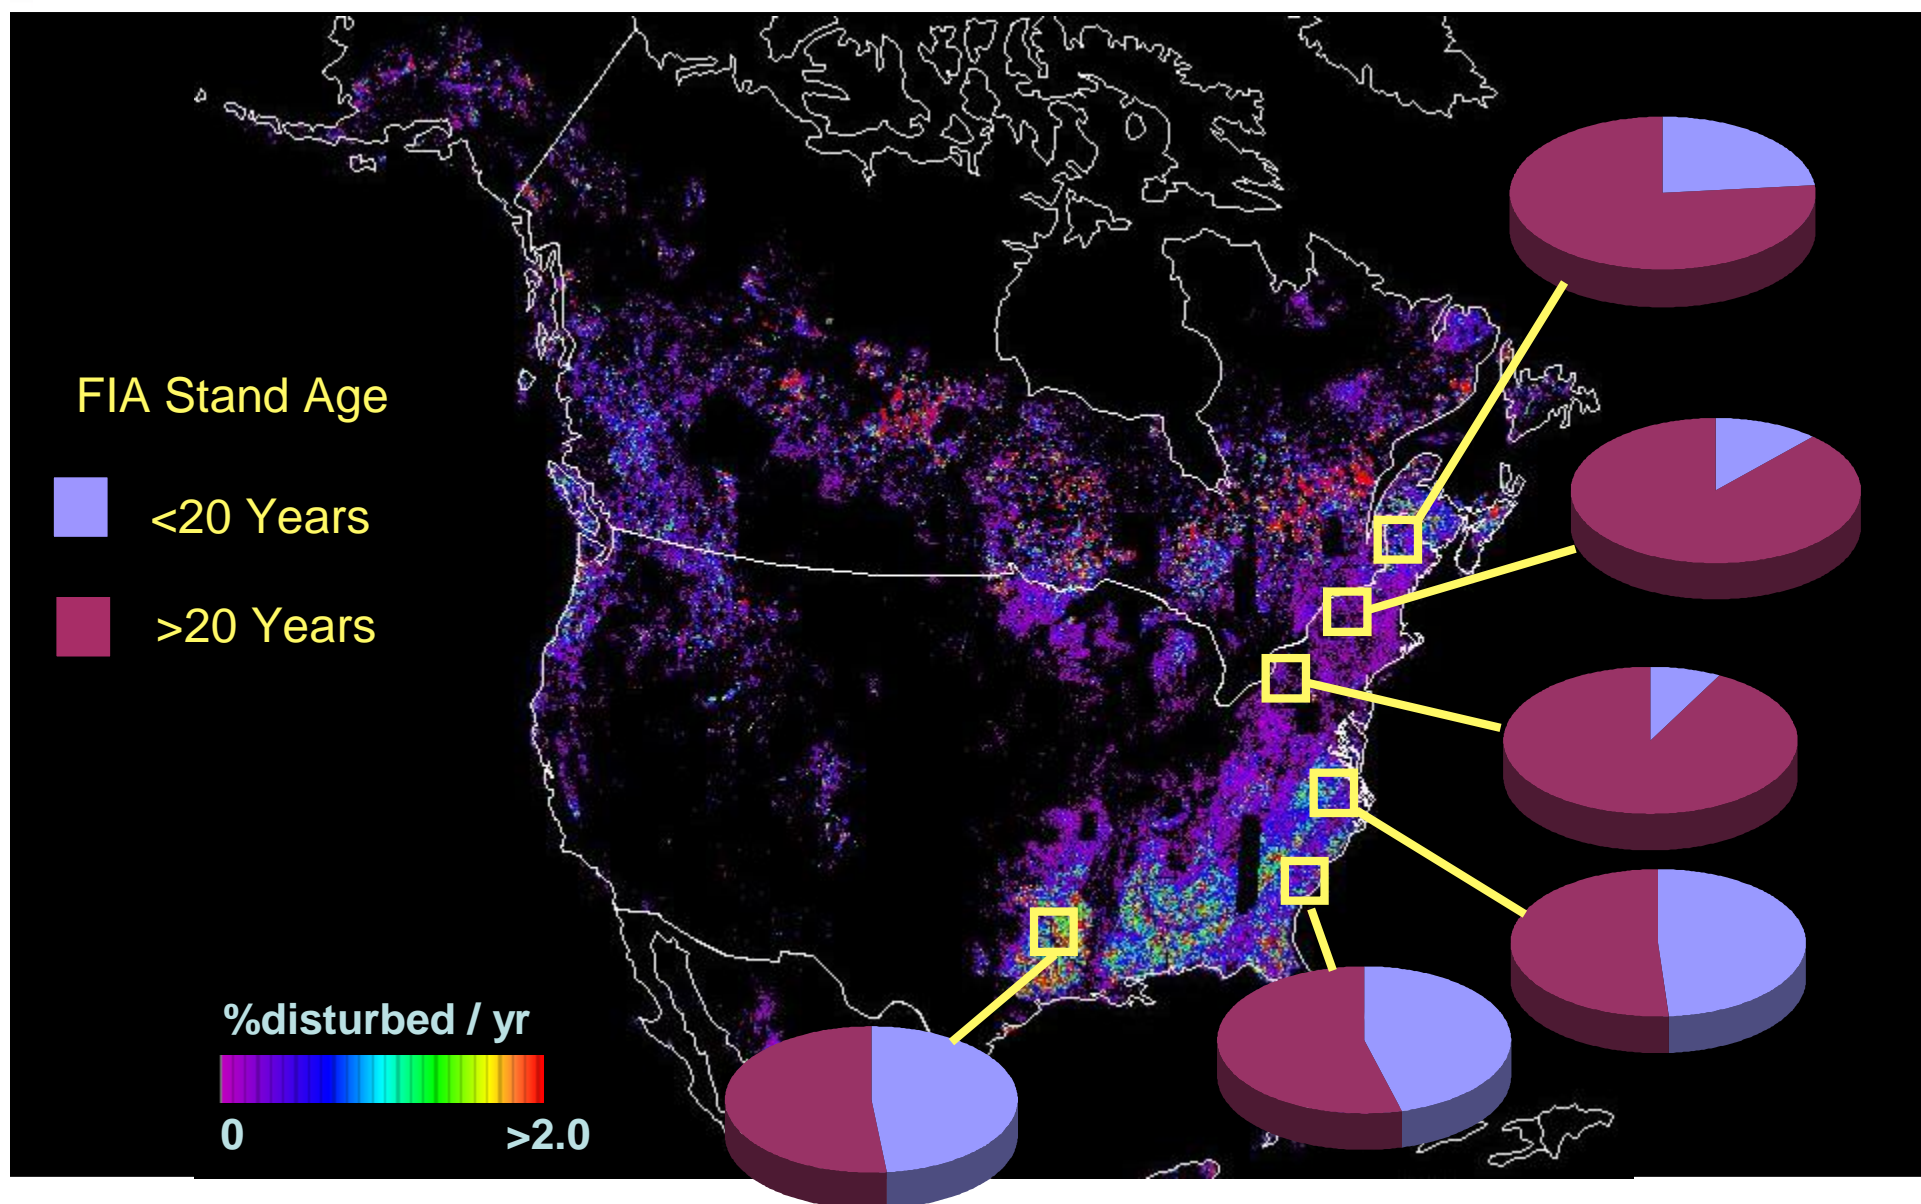 FIA Stand Age
<20 Years
>20 Years
%disturbed / yr
0 >2.0